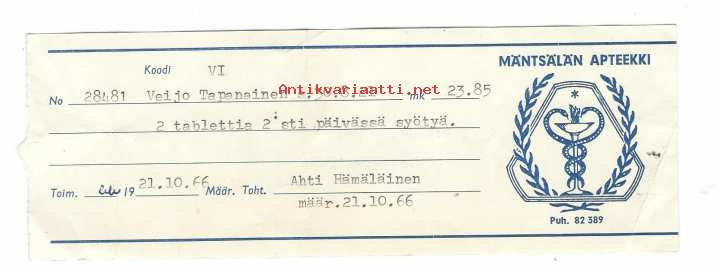 MÄNTSÄLÄN APTEEKKI
Koodi VI
Antikvariaatti.net
No 28481 Veijo Tapanainen mk 23.85
2 tablettia 2'sti päivässä syötyä.
Toim. 19 21.10.66 Määr. Toht. Ahti Hämäläinen
määr.21.10.66
Puh. 82 389